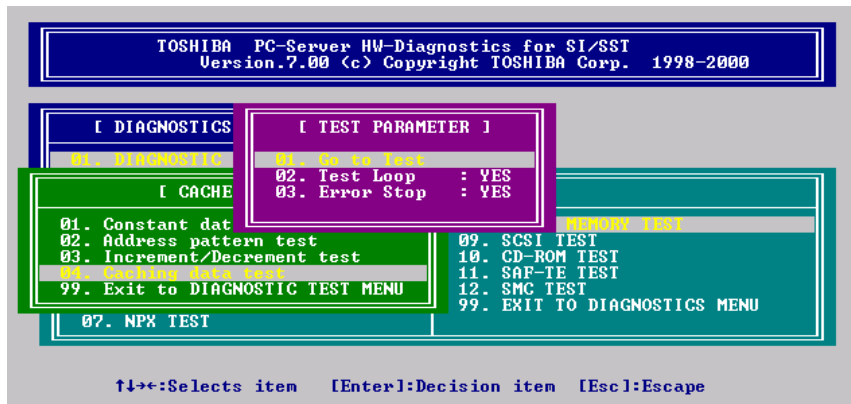 TOSHIBA PC-Server HW-Diagnostics for SI/SST
Version.7.00 (c) Copyright TOSHIBA Corp. 1998-2000
[ DIAGNOSTICS
01. DIAGNOSTIC
[ TEST PARAMETER ]
01. Go to Test
02. Test Loop : YES
03. Error Stop : YES
[ CACHE
01. Constant dat
02. Address pattern test
03. Increment/Decrement test
04. Caching data test
99. Exit to DIAGNOSTIC TEST MENU
07. NPX TEST
MEMORY TEST
09. SCSI TEST
10. CD-ROM TEST
11. SAF-TE TEST
12. SMC TEST
99. EXIT TO DIAGNOSTICS MENU
↑↓→←:Selects item [Enter]:Decision item [Esc]:Escape